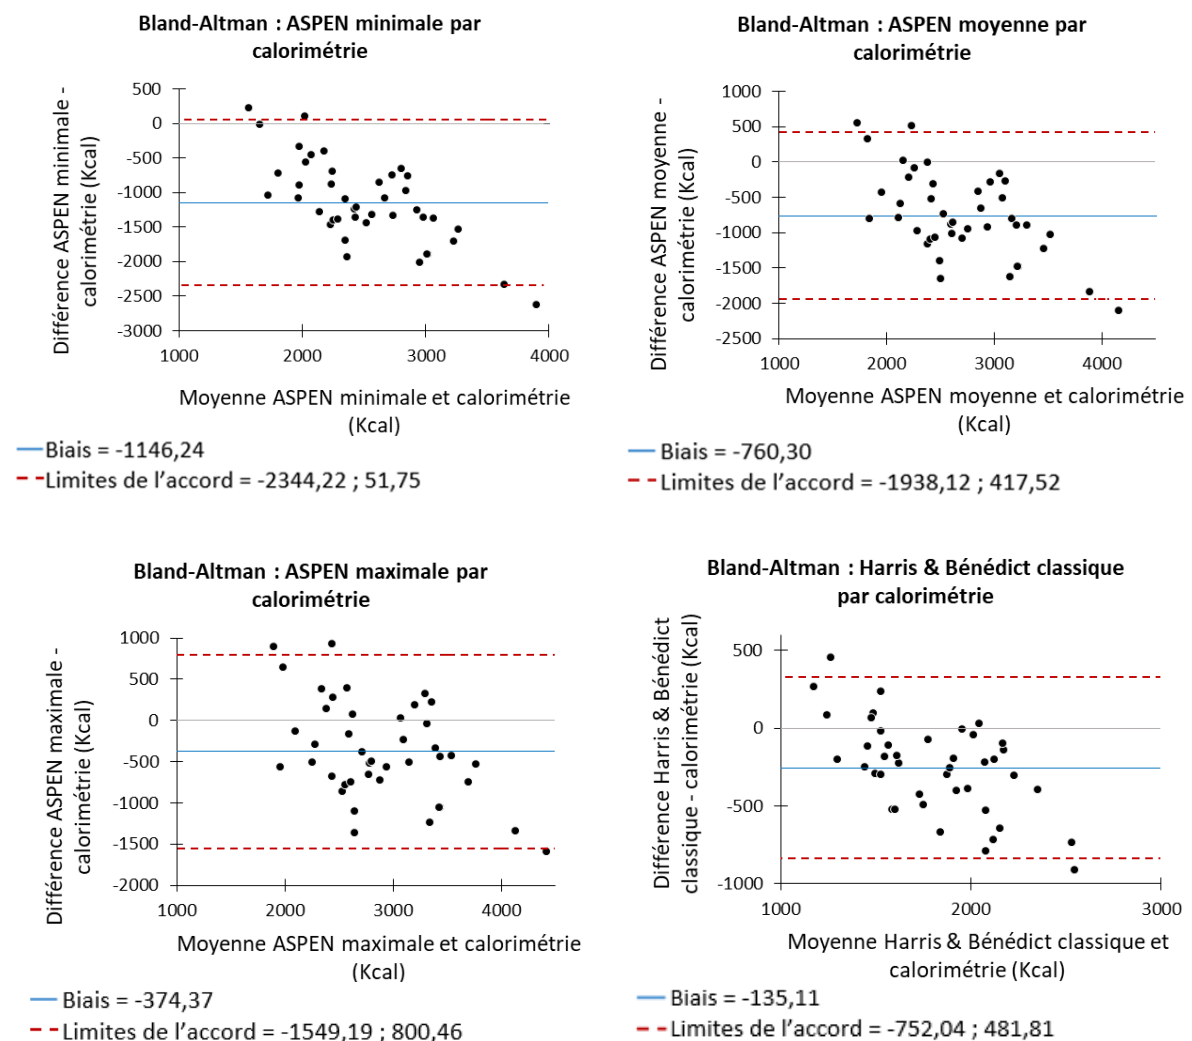 Bland-Altman : ASPEN minimale par
calorimétrie
Différence ASPEN minimale -
calorimétrie (Kcal)
500
0
-500
-1000
-1500
-2000
-2500
-3000
1000 2000 3000 4000
Moyenne ASPEN minimale et calorimétrie
(Kcal)
Biais = -1146,24
Limites de l’accord = -2344,22 ; 51,75
Bland-Altman : ASPEN moyenne par
calorimétrie
Différence ASPEN moyenne -
calorimétrie (Kcal)
1000
500
0
-500
-1000
-1500
-2000
-2500
1000 2000 3000 4000
Moyenne ASPEN moyenne et calorimétrie
(Kcal)
Biais = -760,30
Limites de l’accord = -1938,12 ; 417,52
Bland-Altman : ASPEN maximale par
calorimétrie
Différence ASPEN maximale -
calorimétrie (Kcal)
1000
500
0
-500
-1000
-1500
-2000
1000 2000 3000 4000
Moyenne ASPEN maximale et calorimétrie
(Kcal)
Biais = -374,37
Limites de l’accord = -1549,19 ; 800,46
Bland-Altman : Harris & Bénédict classique
par calorimétrie
Différence Harris & Bénédict
classique - calorimétrie (Kcal)
500
0
-500
-1000
1000 2000 3000
Moyenne Harris & Bénédict classique et
calorimétrie (Kcal)
Biais = -135,11
Limites de l’accord = -752,04 ; 481,81